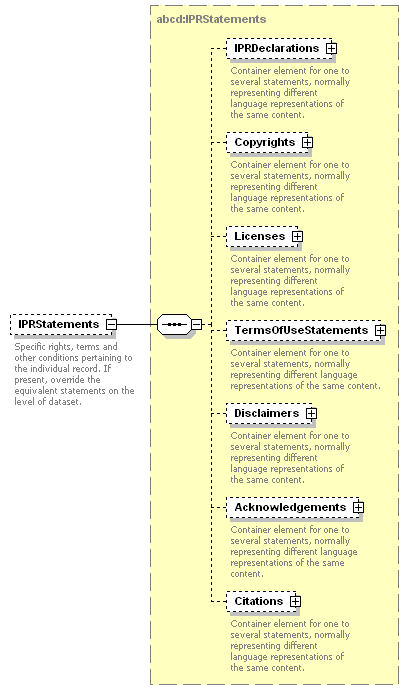 abcd:IPRStatements
IPRDeclarations
Container element for one to
several statements, normally
representing different
language representations of
the same content.
Copyrights
Container element for one to
several statements, normally
representing different
language representations of
the same content.
Licenses
Container element for one to
several statements, normally
representing different
language representations of
the same content.
IPRStatements
Specific rights, terms and
other conditions pertaining to
the individual record. If
present, override the
equivalent statements on the
level of dataset.
TermsOfUseStatements
Container element for one to
several statements, normally
representing different language
representations of the same content.
Disclaimers
Container element for one to
several statements, normally
representing different
language representations of
the same content.
Acknowledgements
Container element for one to
several statements, normally
representing different language
representations of the same
content.
Citations
Container element for one to
several statements, normally
representing different
language representations of
the same content.